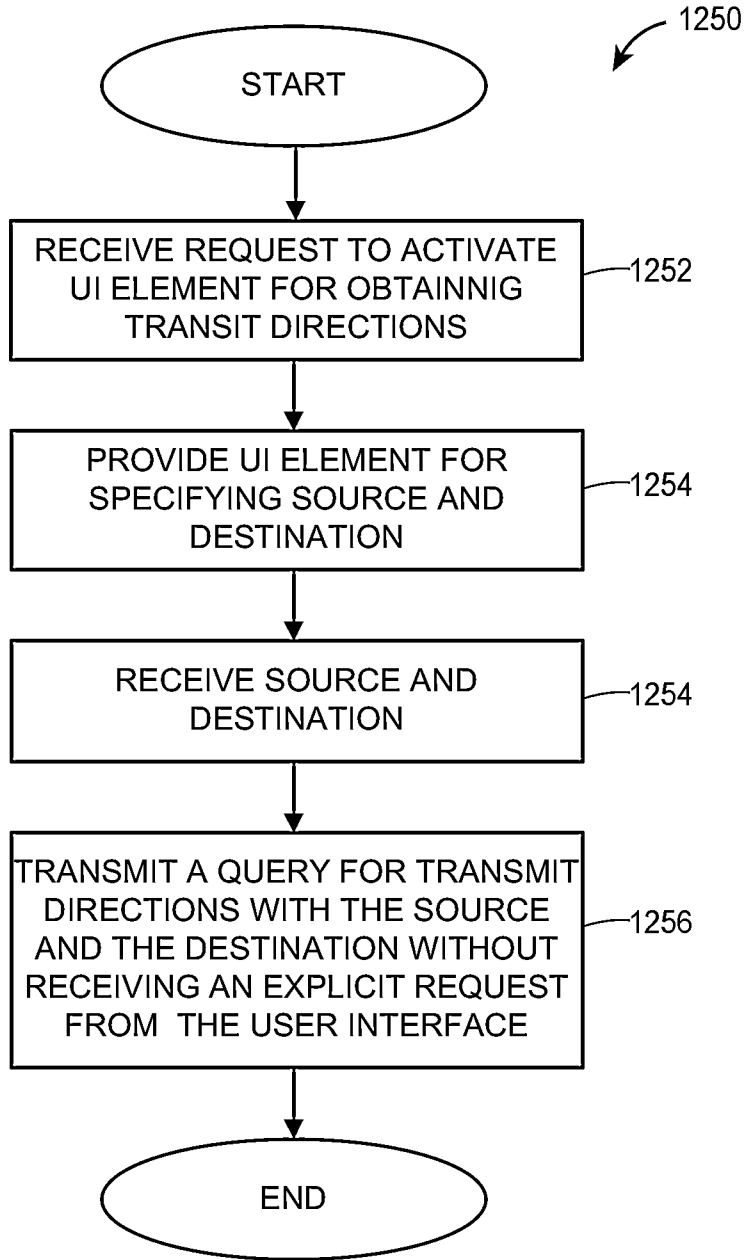 1250
START
RECEIVE REQUEST TO ACTIVATE
UI ELEMENT FOR OBTAINNIG
TRANSIT DIRECTIONS
1252
PROVIDE UI ELEMENT FOR
SPECIFYING SOURCE AND
DESTINATION
1254
RECEIVE SOURCE AND
DESTINATION
1254
TRANSMIT A QUERY FOR TRANSMIT
DIRECTIONS WITH THE SOURCE
AND THE DESTINATION WITHOUT
RECEIVING AN EXPLICIT REQUEST
FROM THE USER INTERFACE
1256
END